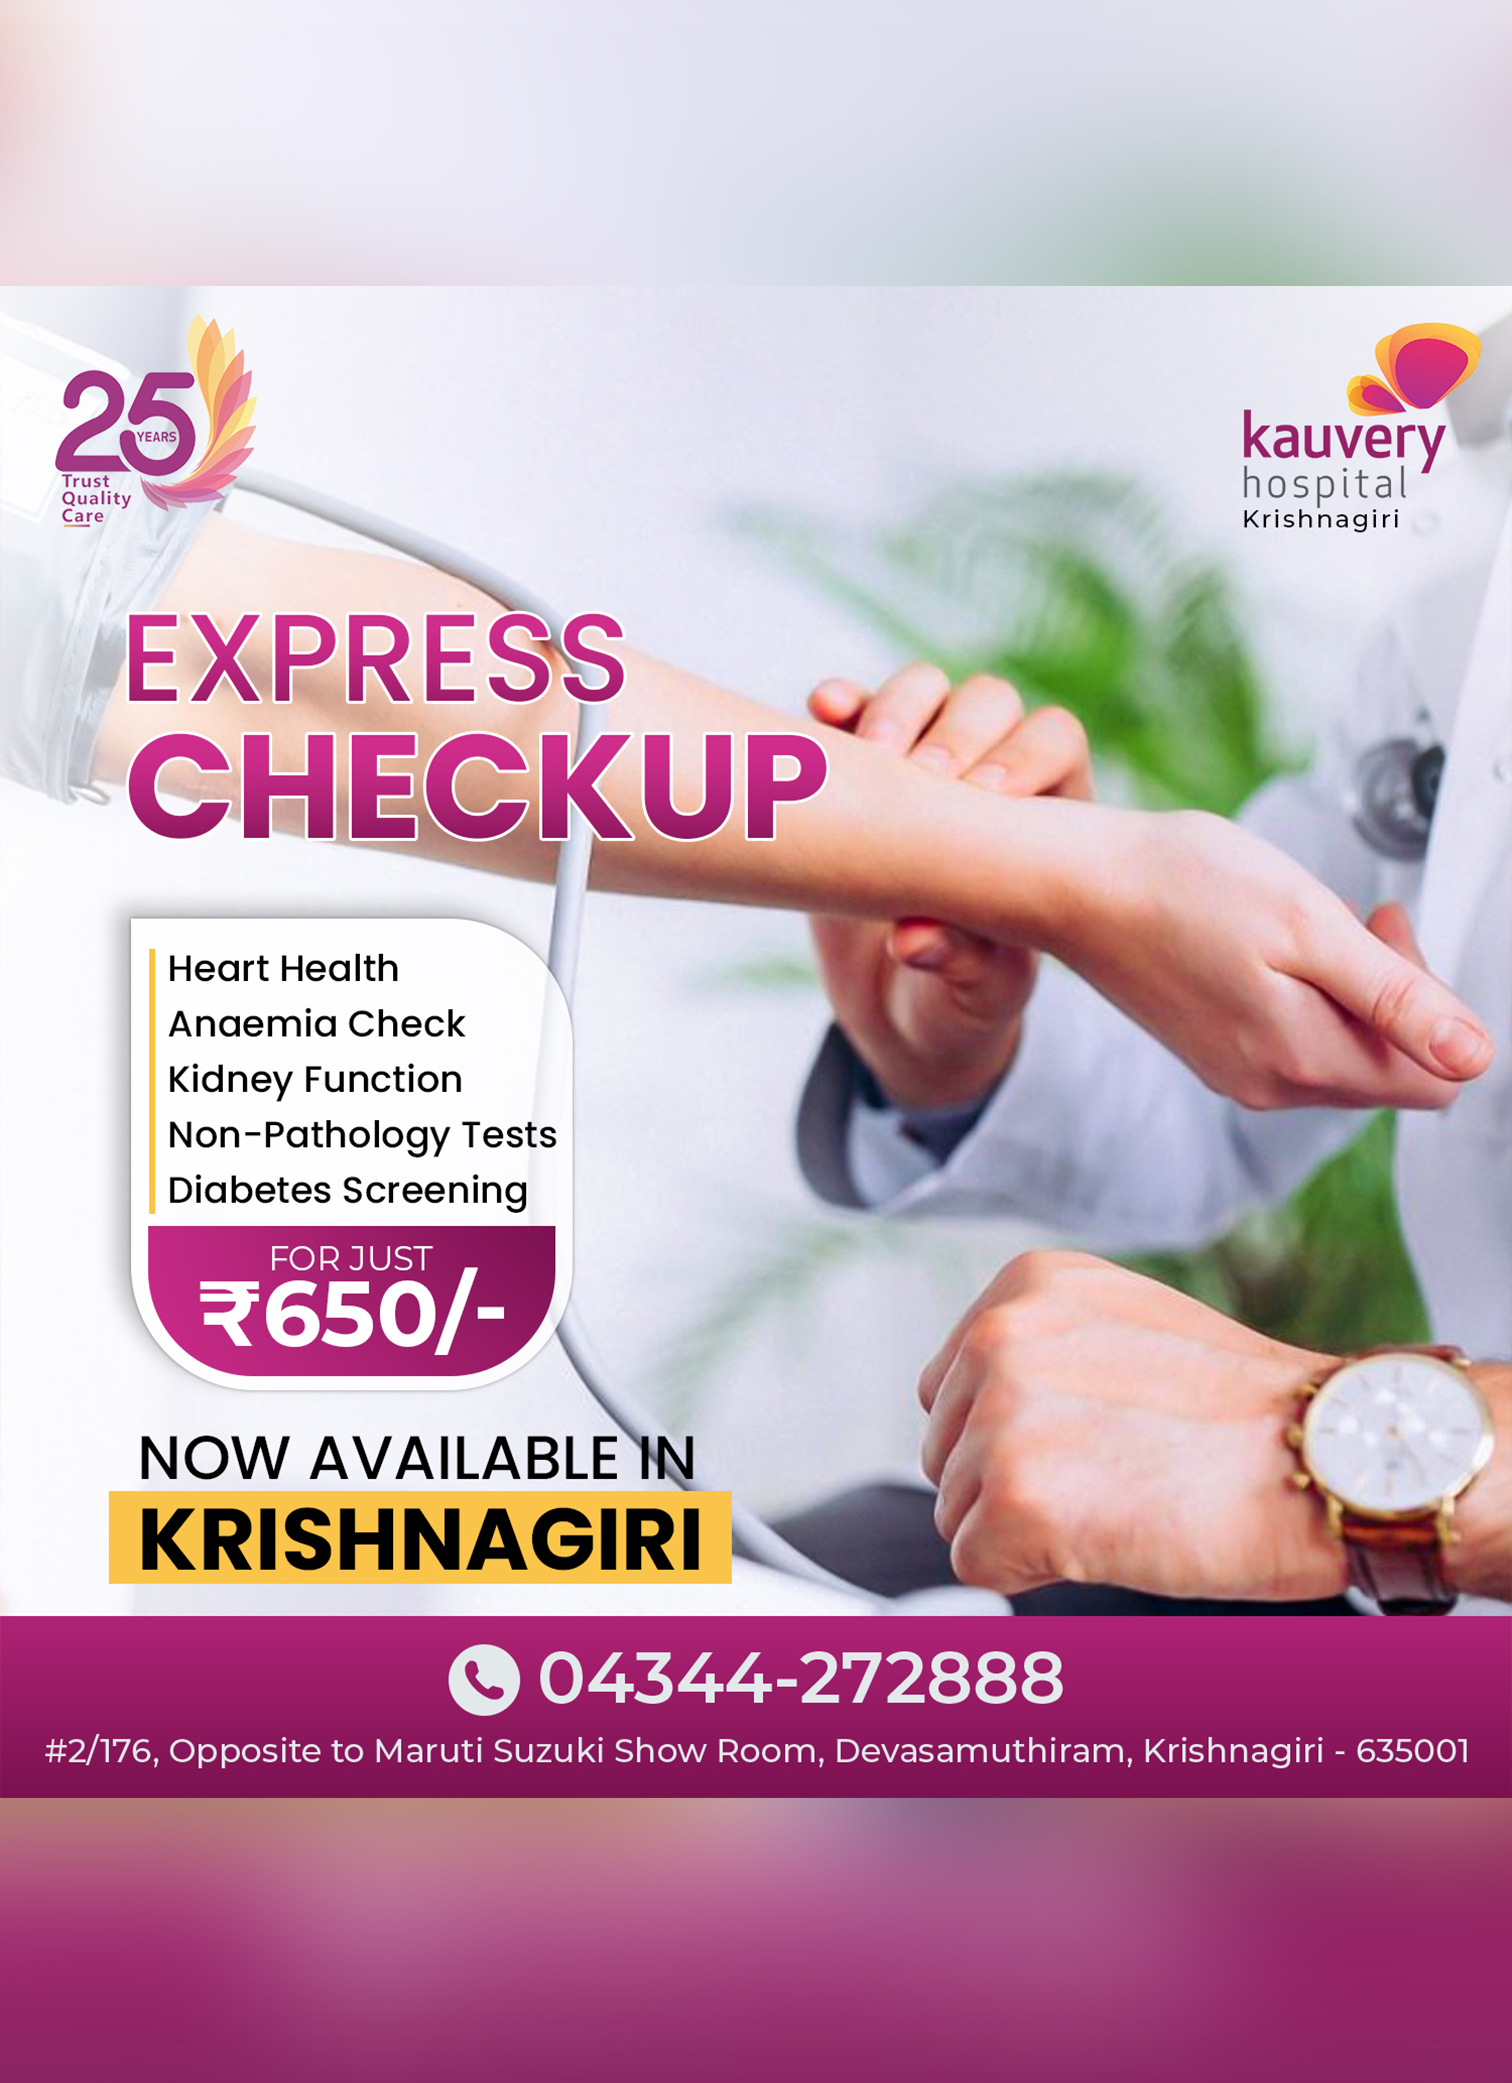 25
YEARS
Trust
Quality
Care
kauvery
hospital
Krishnagiri
EXPRESS
CHECKUP
Heart Health
Anaemia Check
Kidney Function
Non-Pathology Tests
Diabetes Screening
FOR JUST
₹650/-
NOW AVAILABLE IN
KRISHNAGIRI
04344-272888
#2/176, Opposite to Maruti Suzuki Show Room, Devasamuthiram, Krishnagiri - 635001